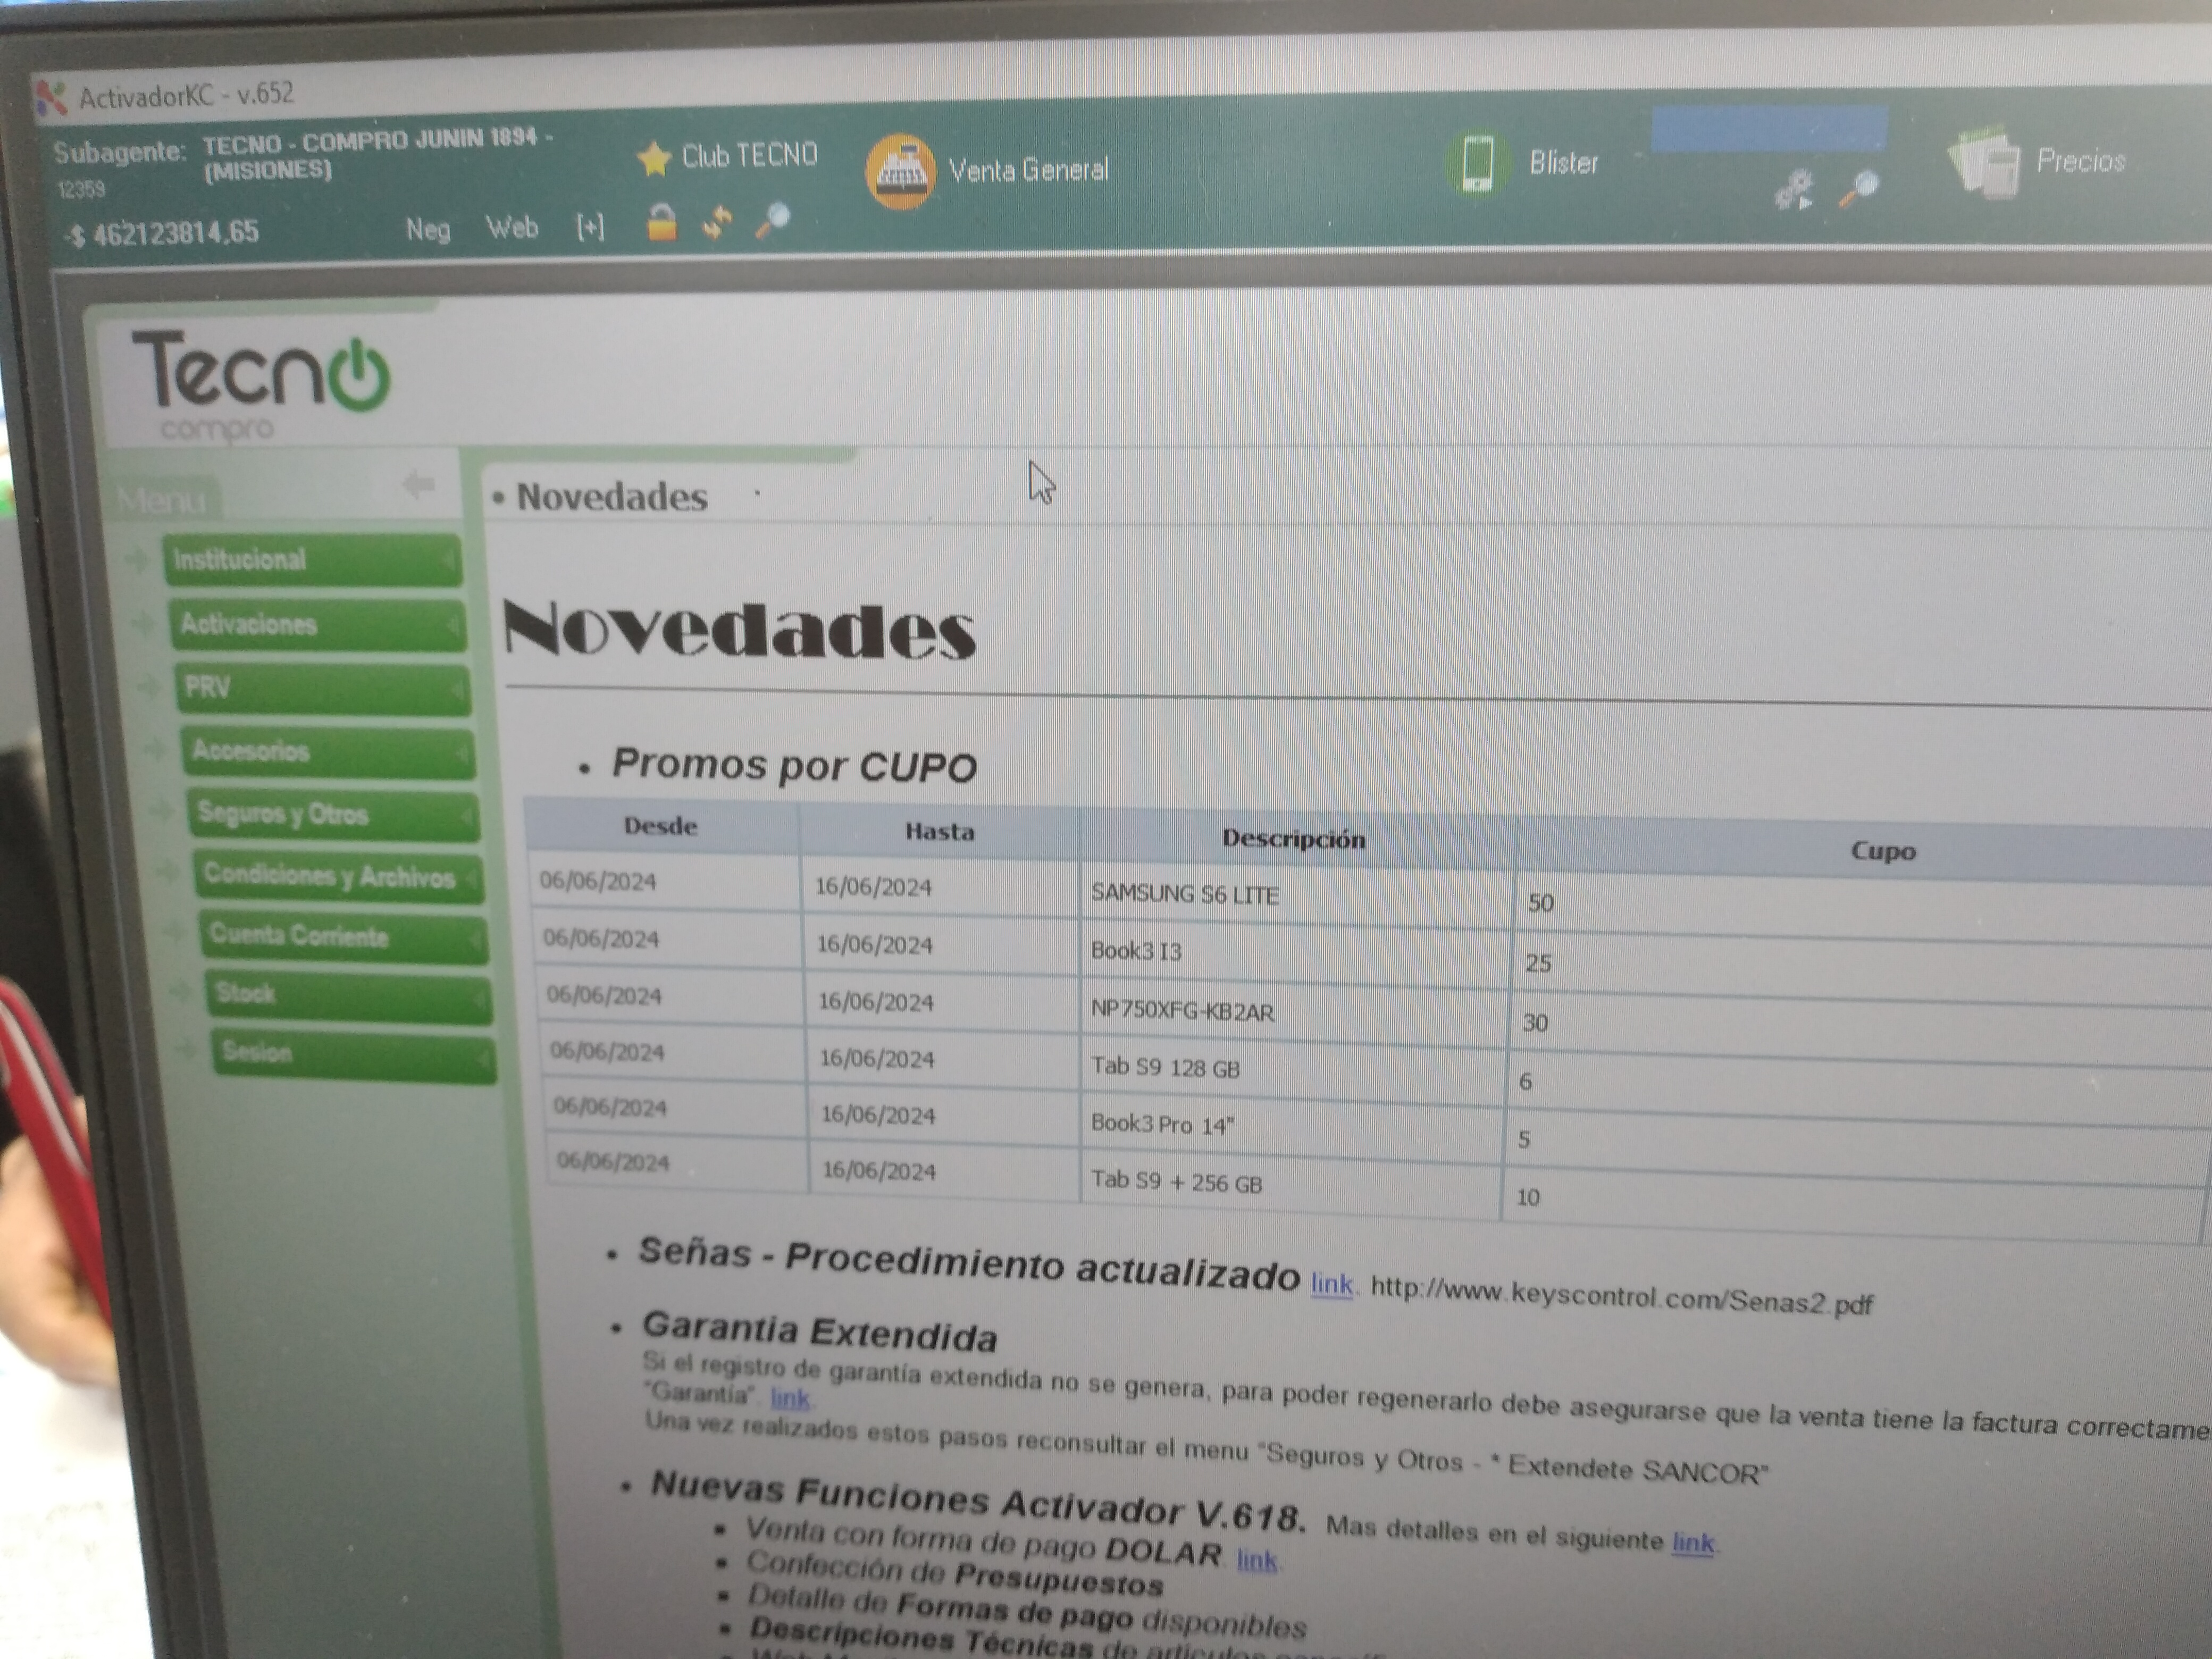 ActivadorKC - v.652
Subagente: TECNO - COMPRO JUNIN 1894 -
(MISIONES)
12359
-$ 462123814,65
Neg Web [+]
Club TECNO
Venta General
Blister
Precios
Tecno
compro
Menu
Institucional
Activaciones
PRV
Accesorios
Seguros y Otros
Condiciones y Archivos
Cuenta Corriente
Stock
Sesion
• Novedades
Novedades
• Promos por CUPO
Desde Hasta Descripción Cupo
06/06/2024 16/06/2024 SAMSUNG S6 LITE 50
06/06/2024 16/06/2024 Book3 I3 25
06/06/2024 16/06/2024 NP750XFG-KB2AR 30
06/06/2024 16/06/2024 Tab S9 128 GB 6
06/06/2024 16/06/2024 Book3 Pro 14" 5
06/06/2024 16/06/2024 Tab S9 + 256 GB 10
• Señas - Procedimiento actualizado link. http://www.keyscontrol.com/Senas2.pdf
• Garantia Extendida
Si el registro de garantía extendida no se genera, para poder regenerarlo debe asegurarse que la venta tiene la factura correctame
"Garantía". link
Una vez realizados estos pasos reconsultar el menu "Seguros y Otros - * Extendete SANCOR"
• Nuevas Funciones Activador V.618. Mas detalles en el siguiente link.
▪ Venta con forma de pago DOLAR. link.
▪ Confección de Presupuestos
▪ Detalle de Formas de pago disponibles
▪ Descripciones Técnicas de artículos